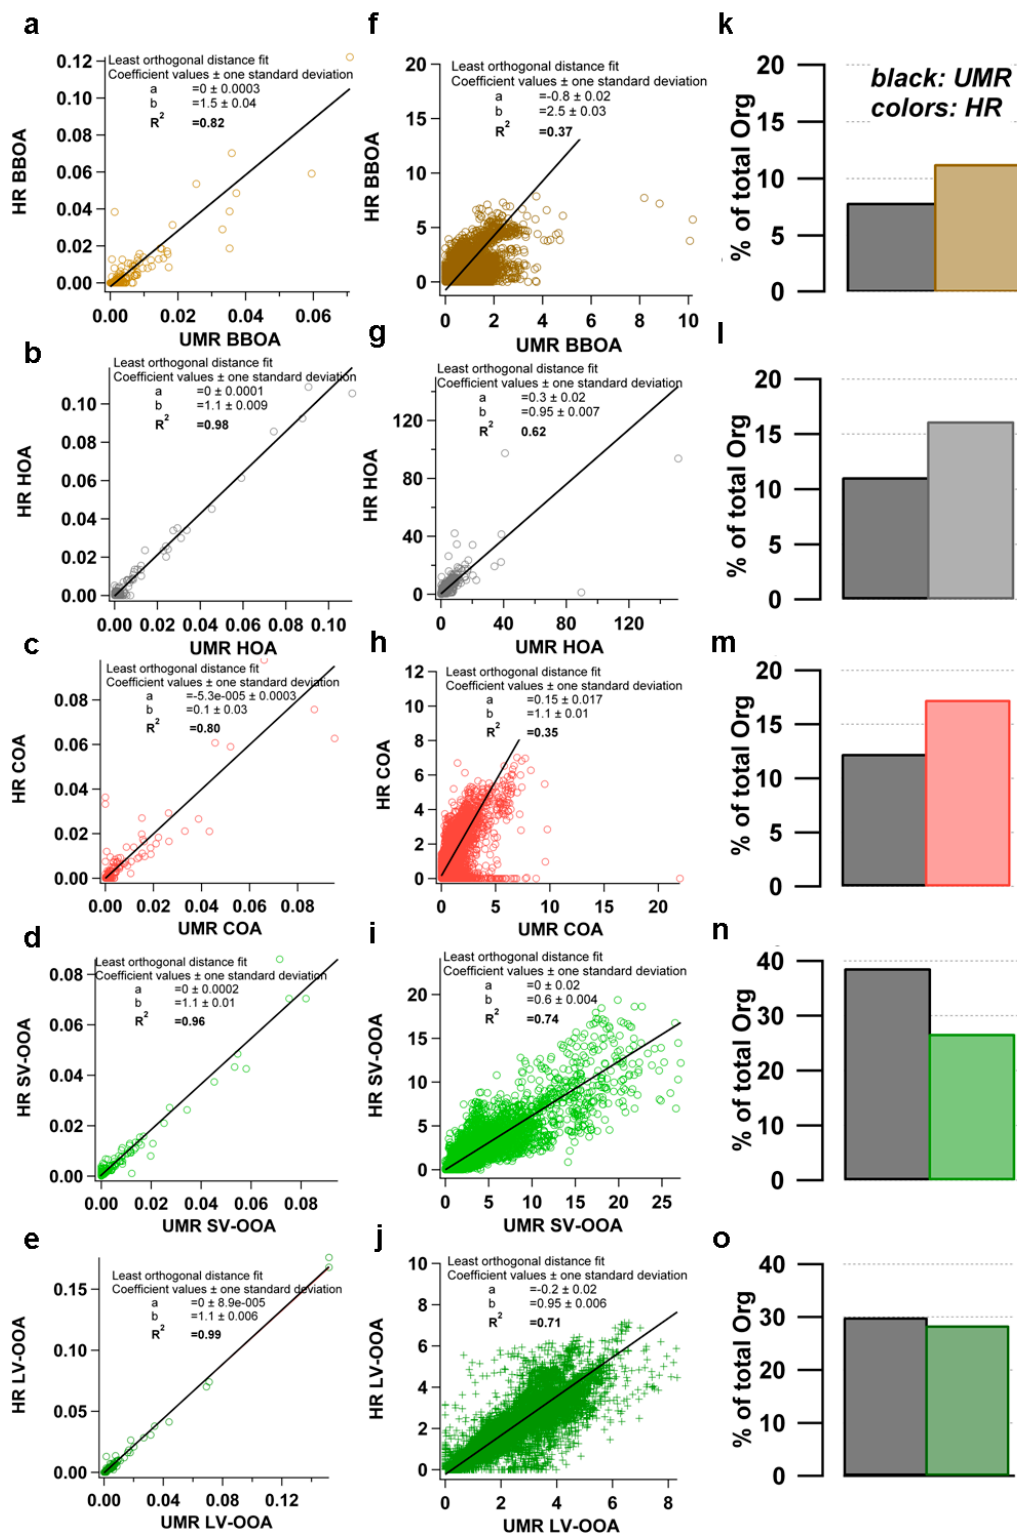 a
HR BBOA
0.12
0.10
0.08
0.06
0.04
0.02
0.00
Least orthogonal distance fit
Coefficient values ± one standard deviation
a =0 ± 0.0003
b =1.5 ± 0.04
R2 =0.82
0.00 0.02 0.04 0.06
UMR BBOA
f
HR BBOA
20
15
10
5
0
Least orthogonal distance fit
Coefficient values ± one standard deviation
a =-0.8 ± 0.02
b =2.5 ± 0.03
R2 =0.37
0 2 4 6 8 10
UMR BBOA
k
% of total Org
20
15
10
5
0
black: UMR
colors: HR
b
HR HOA
0.10
0.08
0.06
0.04
0.02
0.00
Least orthogonal distance fit
Coefficient values ± one standard deviation
a =0 ± 0.0001
b =1.1 ± 0.009
R2 =0.98
0.00 0.02 0.04 0.06 0.08 0.10
UMR HOA
g
HR HOA
120
80
40
0
Least orthogonal distance fit
Coefficient values ± one standard deviation
a =0.3 ± 0.02
b =0.95 ± 0.007
R2 0.62
0 40 80 120
UMR HOA
l
% of total Org
20
15
10
5
0
c
HR COA
0.08
0.06
0.04
0.02
0.00
Least orthogonal distance fit
Coefficient values ± one standard deviation
a =-5.3e-005 ± 0.0003
b =0.1 ± 0.03
R2 =0.80
0.00 0.02 0.04 0.06 0.08
UMR COA
h
HR COA
12
10
8
6
4
2
0
Least orthogonal distance fit
Coefficient values ± one standard deviation
a =0.15 ± 0.017
b =1.1 ± 0.01
R2 =0.35
0 5 10 15 20
UMR COA
m
% of total Org
20
15
10
5
0
d
HR SV-OOA
0.08
0.06
0.04
0.02
0.00
Least orthogonal distance fit
Coefficient values ± one standard deviation
a =0 ± 0.0002
b =1.1 ± 0.01
R2 =0.96
0.00 0.02 0.04 0.06 0.08
UMR SV-OOA
i
HR SV-OOA
20
15
10
5
0
Least orthogonal distance fit
Coefficient values ± one standard deviation
a =0 ± 0.02
b =0.6 ± 0.004
R2 =0.74
0 5 10 15 20 25
UMR SV-OOA
n
% of total Org
40
30
20
10
0
e
HR LV-OOA
0.15
0.10
0.05
0.00
Least orthogonal distance fit
Coefficient values ± one standard deviation
a =0 ± 8.9e-005
b =1.1 ± 0.006
R2 =0.99
0.00 0.04 0.08 0.12
UMR LV-OOA
j
HR LV-OOA
10
8
6
4
2
0
Least orthogonal distance fit
Coefficient values ± one standard deviation
a =-0.2 ± 0.02
b =0.95 ± 0.006
R2 =0.71
0 2 4 6 8
UMR LV-OOA
o
% of total Org
40
30
20
10
0